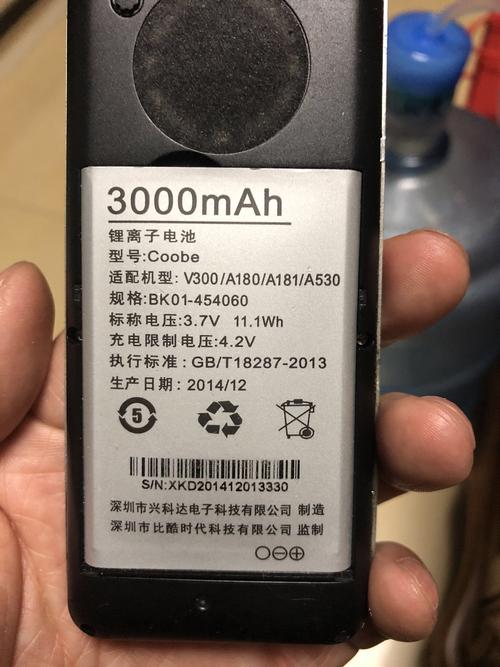 3000mAh
锂离子电池
型号:Coobe
适配机型: V300/A180/A181/A530
规格:BK01-454060
标称电压:3.7V 11.1Wh
充电限制电压:4.2V
执行标准: GB/T18287-2013
生产日期: 2014/12
5
S/N:XKD201412013330
深圳市兴科达电子科技有限公司 制造
深圳市比酷时代科技有限公司 监制